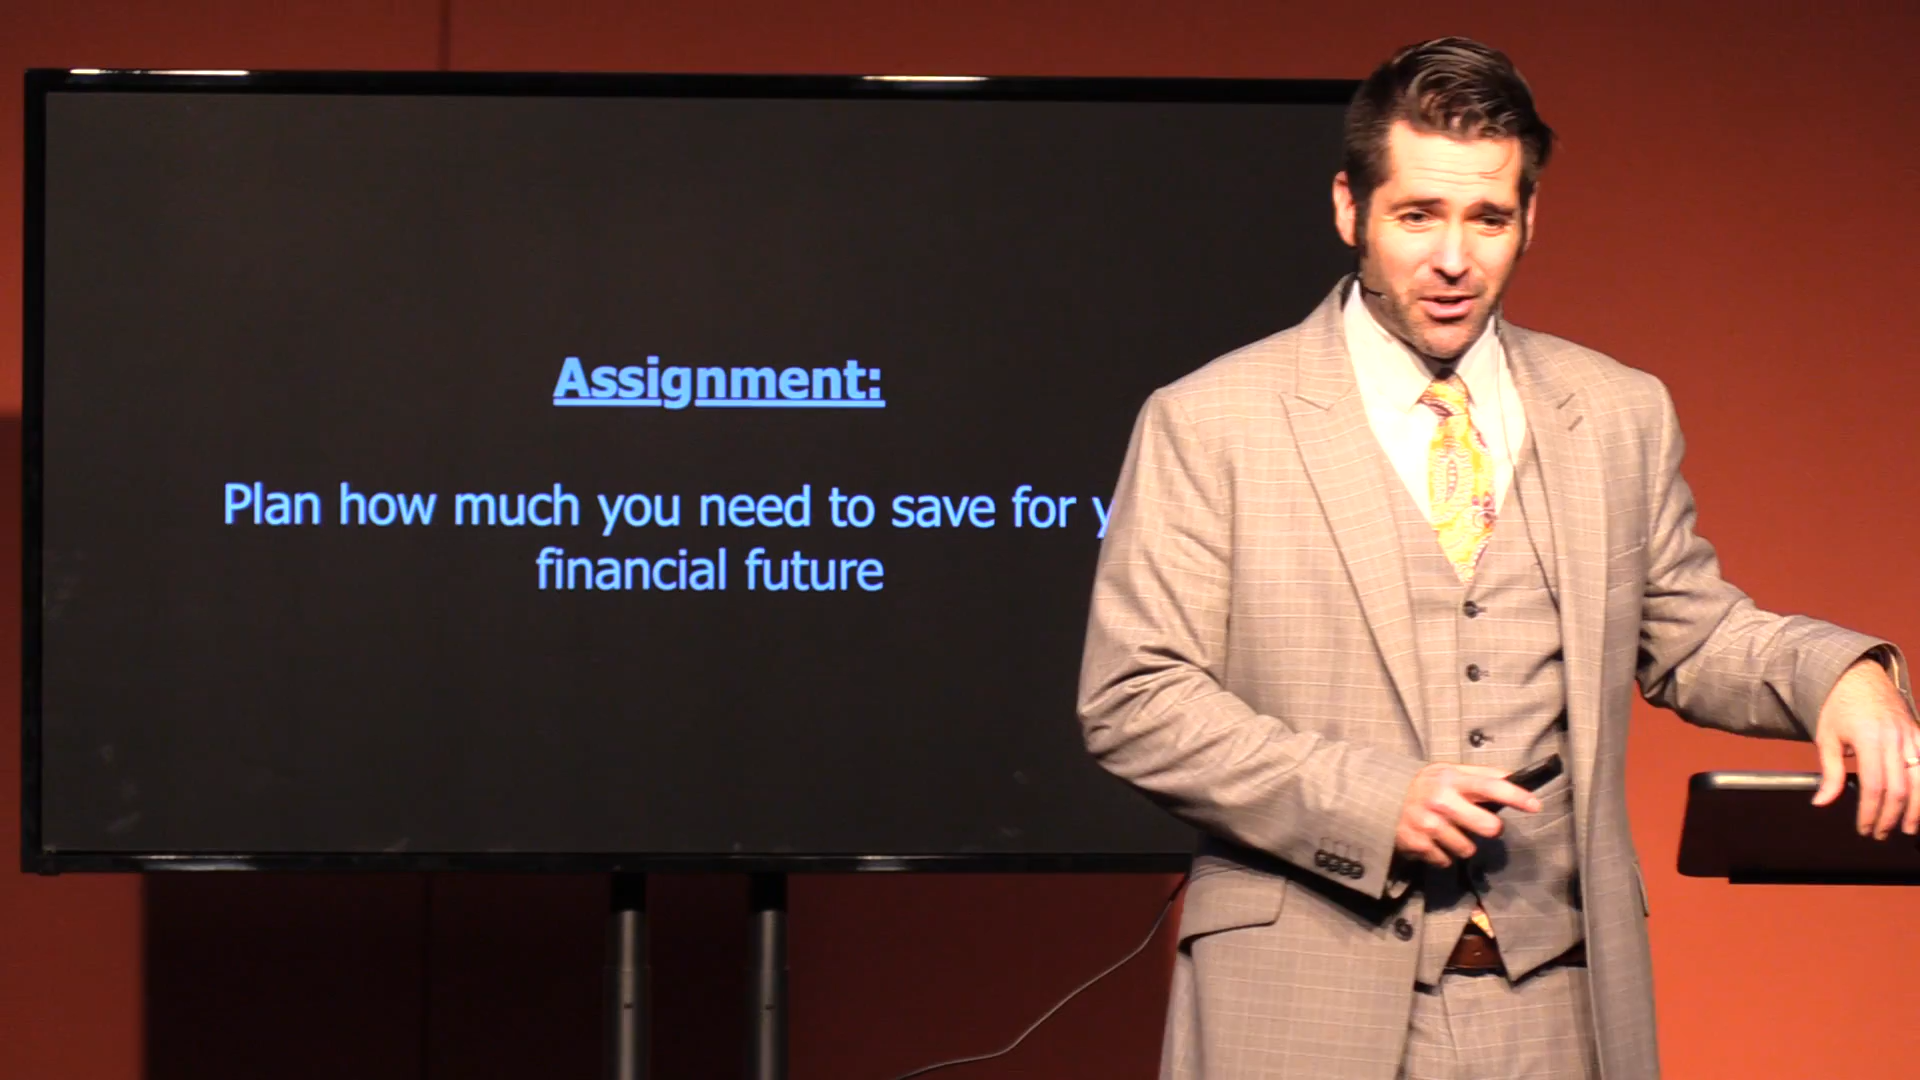 Assignment:
Plan how much you need to save for
financial future